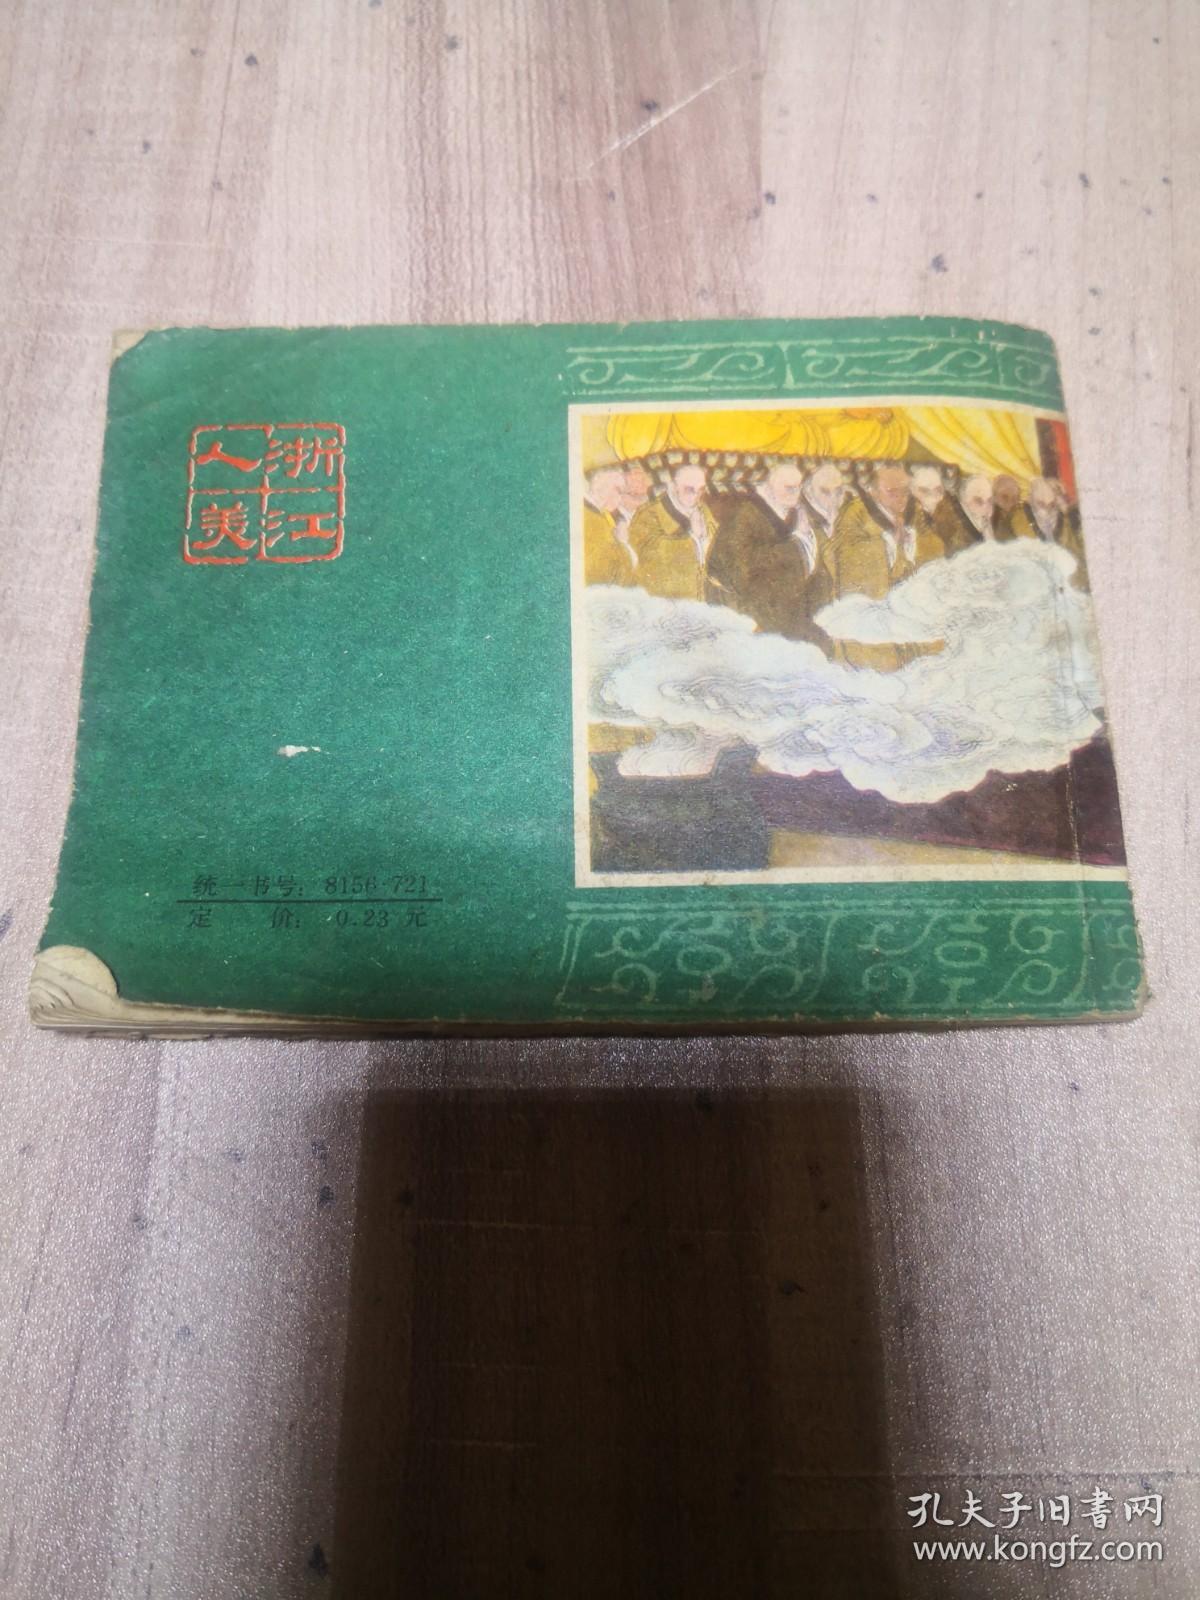 浙江
人美
统一书号：8156·721
定 价：0.23 元
孔夫子旧書网
www.kongfz.com